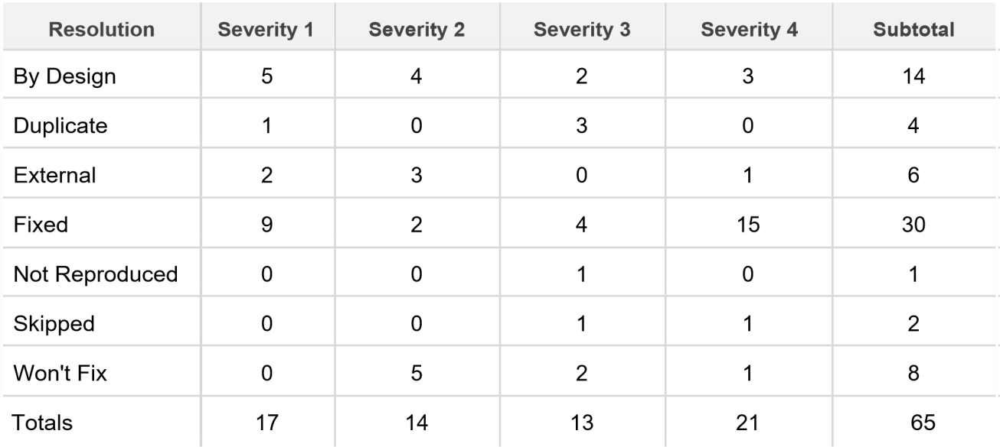 Resolution Severity 1 Severity 2 Severity 3 Severity 4 Subtotal
By Design 5 4 2 3 14
Duplicate 1 0 3 0 4
External 2 3 0 1 6
Fixed 9 2 4 15 30
Not Reproduced 0 0 1 0 1
Skipped 0 0 1 1 2
Won't Fix 0 5 2 1 8
Totals 17 14 13 21 65